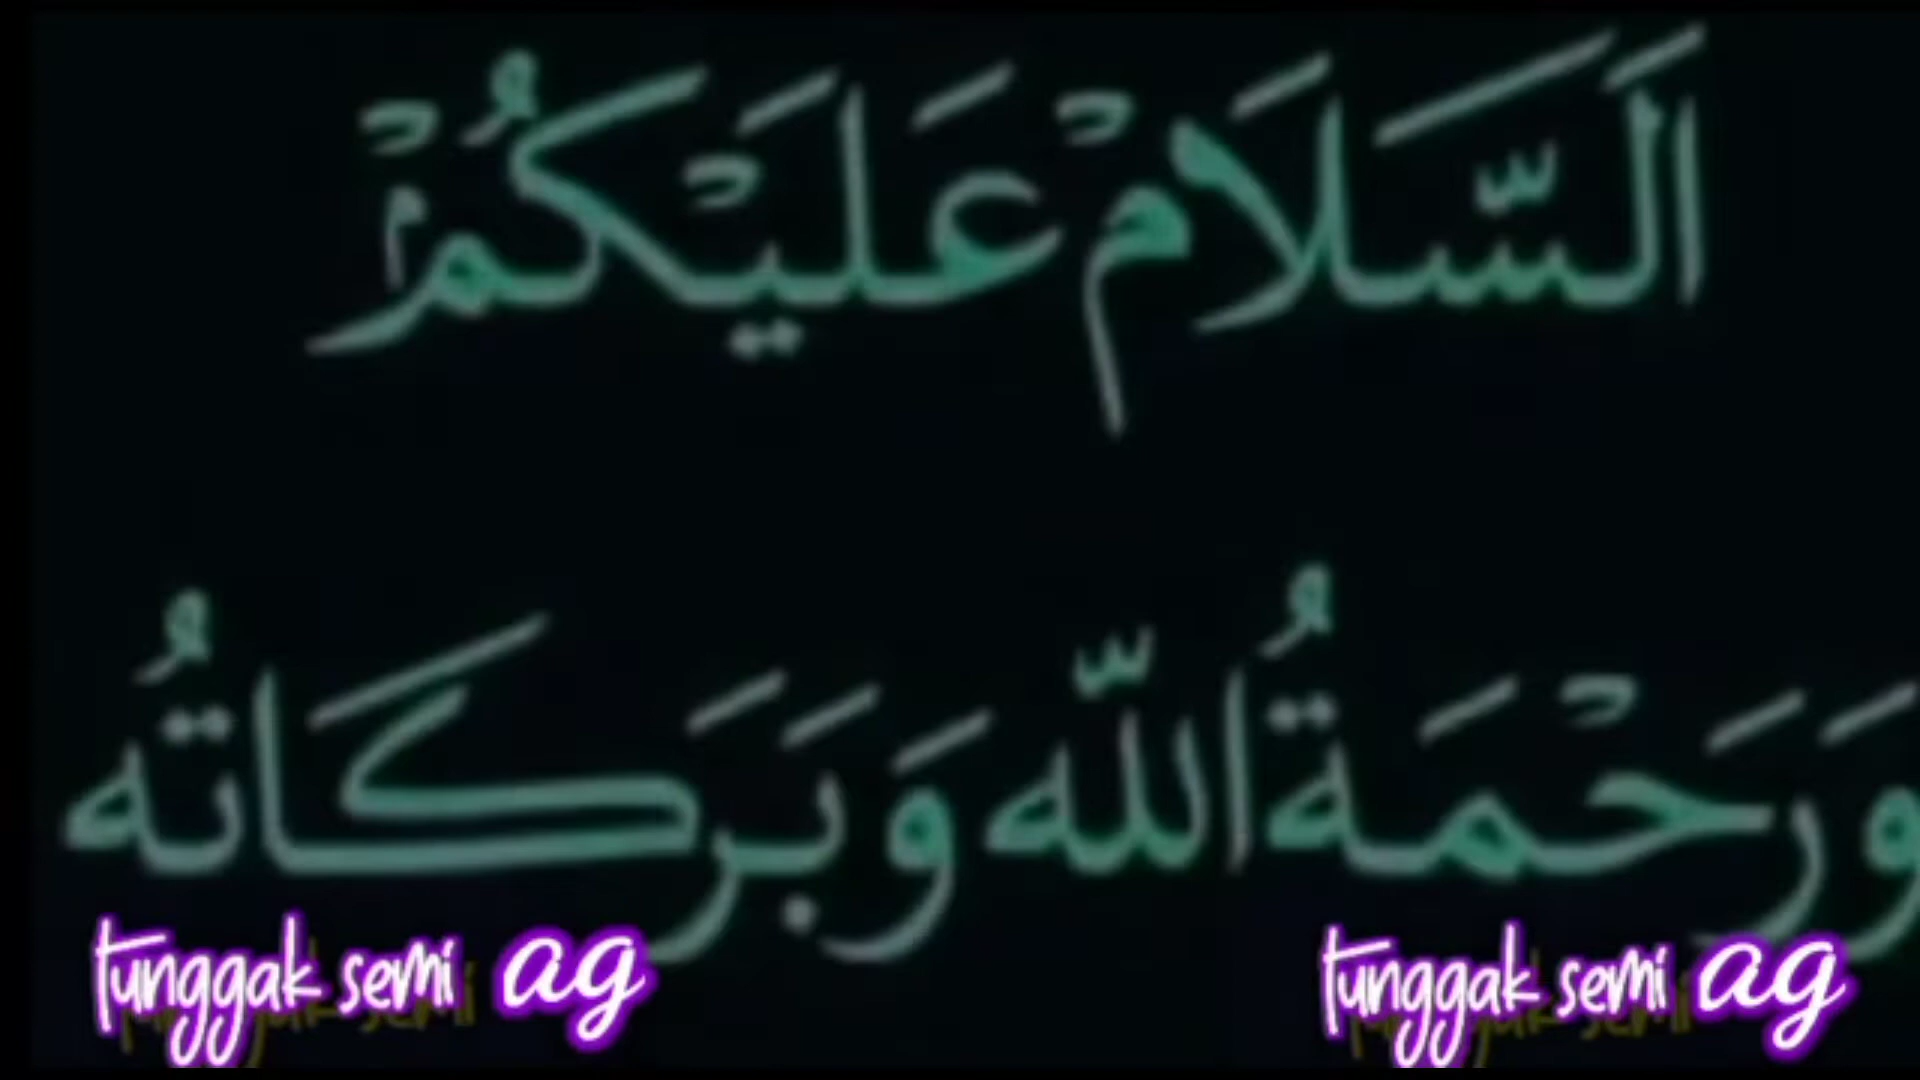 اَلسَّلَامْ عَلَيْكُمْ
وَرَحْمَةُ اللّه وَبَرَكَاتُه
tunggak semi ag
tunggak semi ag